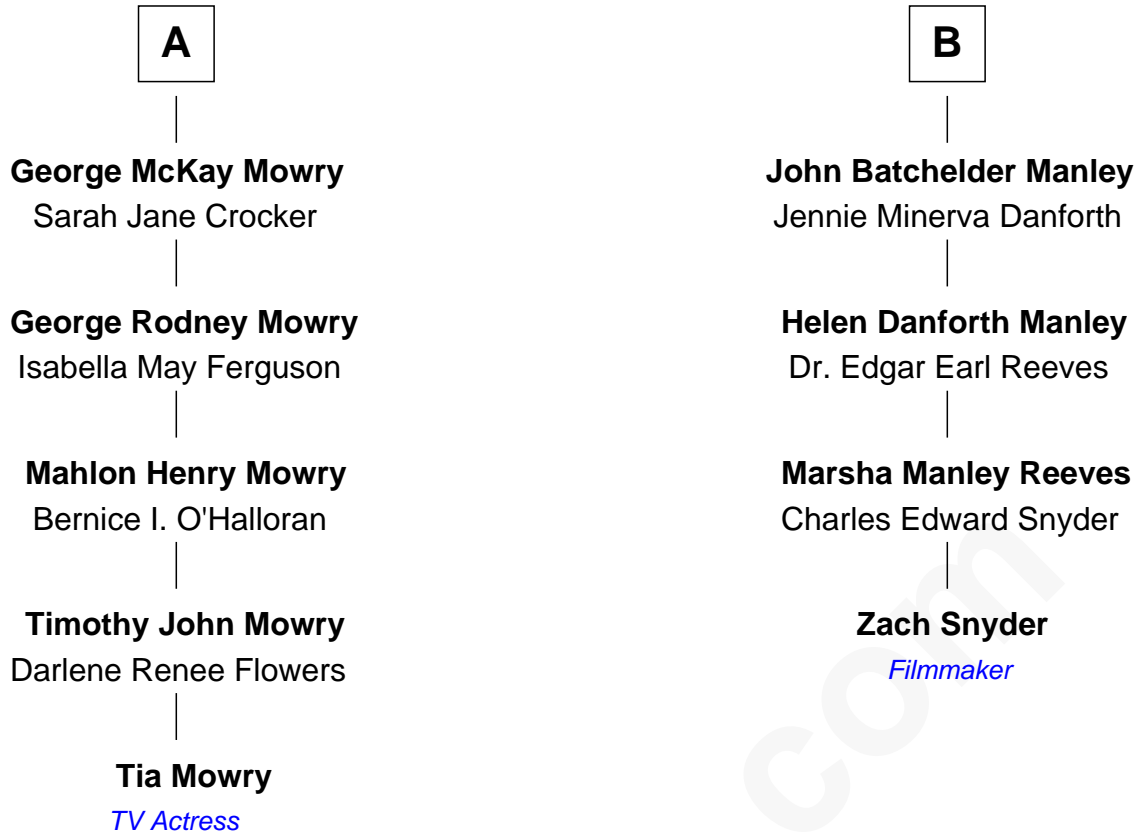 A
B
George McKay Mowry
Sarah Jane Crocker
John Batchelder Manley
Jennie Minerva Danforth
George Rodney Mowry
Isabella May Ferguson
Helen Danforth Manley
Dr. Edgar Earl Reeves
Mahlon Henry Mowry
Bernice I. O'Halloran
Marsha Manley Reeves
Charles Edward Snyder
Timothy John Mowry
Darlene Renee Flowers
Zach Snyder
Filmmaker
Tia Mowry
TV Actress
com